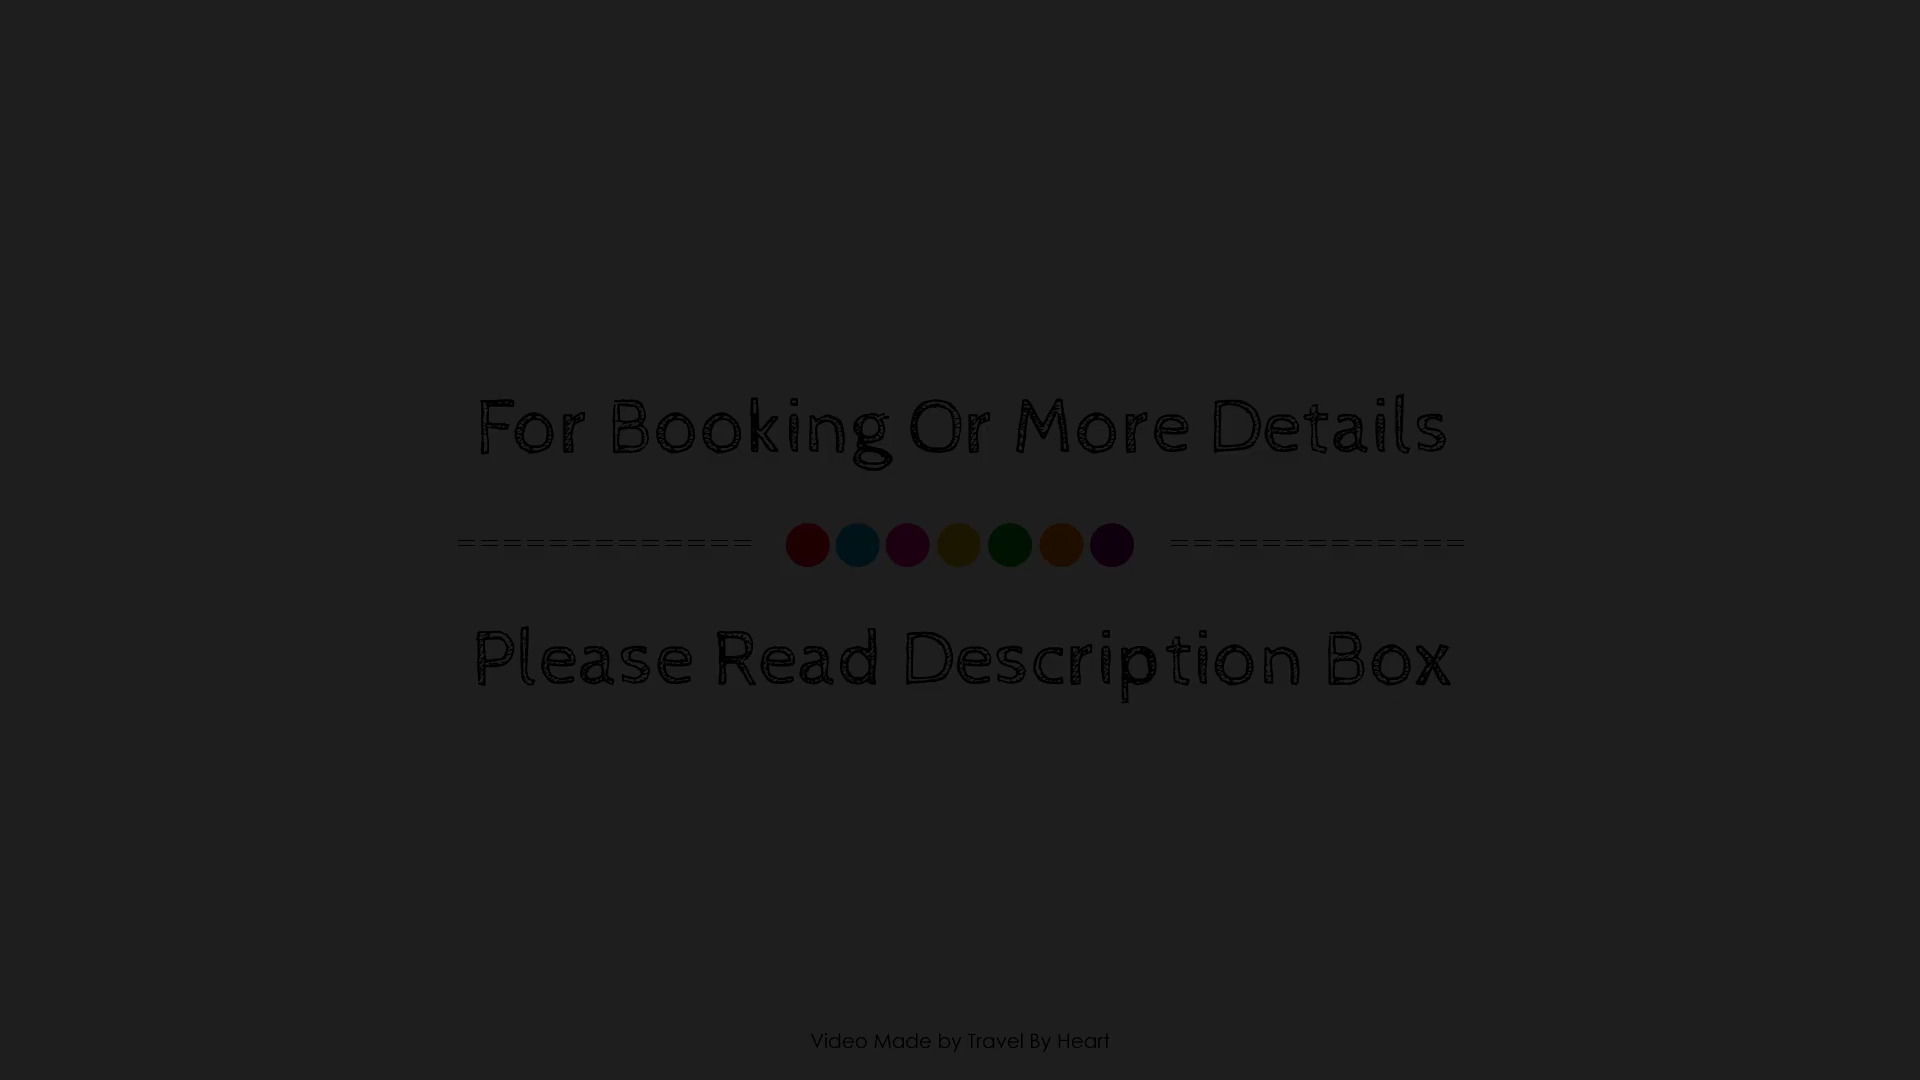 For Booking Or More Details
============= =============
Please Read Description Box
Video Made by Travel By Heart